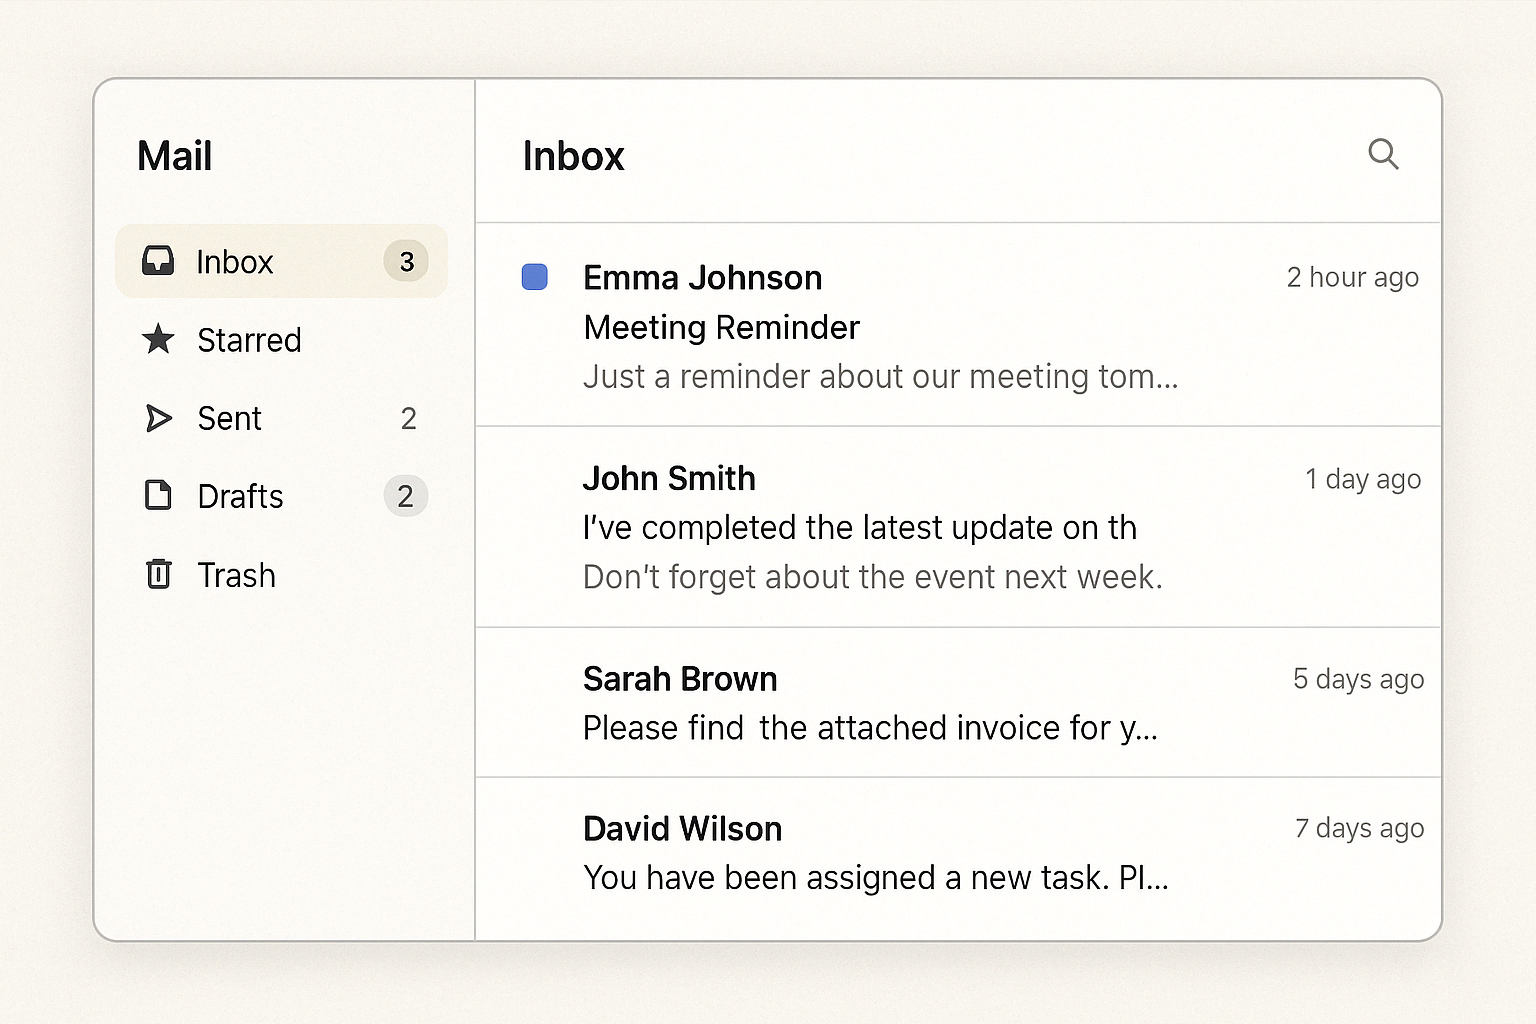 Mail
Inbox 3
Starred
Sent 2
Drafts 2
Trash
Inbox
Emma Johnson 2 hour ago
Meeting Reminder
Just a reminder about our meeting tom...
John Smith 1 day ago
I've completed the latest update on th
Don't forget about the event next week.
Sarah Brown 5 days ago
Please find the attached invoice for y...
David Wilson 7 days ago
You have been assigned a new task. Pl...